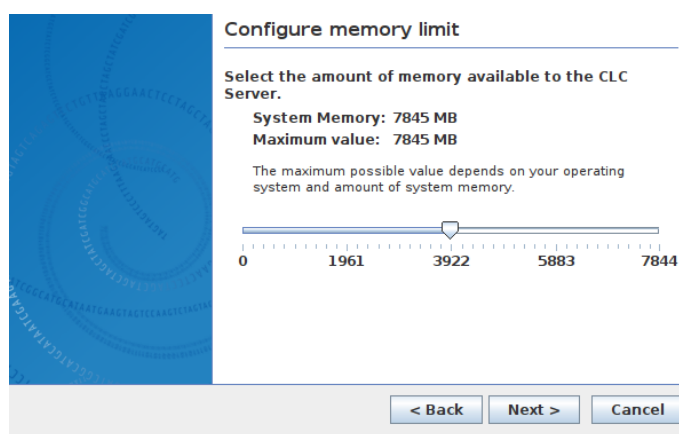 Configure memory limit
Select the amount of memory available to the CLC
Server.
System Memory: 7845 MB
Maximum value: 7845 MB
The maximum possible value depends on your operating
system and amount of system memory.
0 1961 3922 5883 7844
< Back Next > Cancel